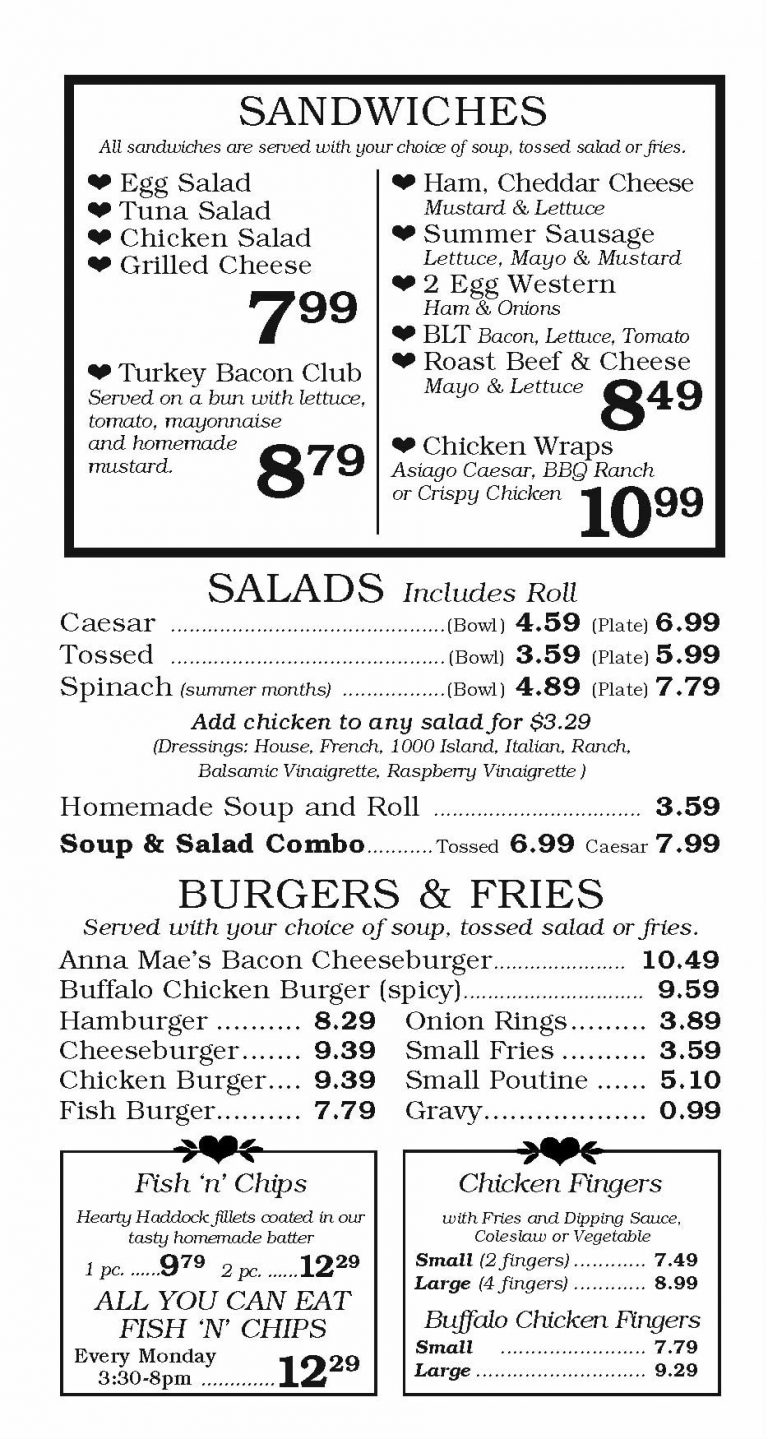 SANDWICHES
All sandwiches are served with your choice of soup, tossed salad or fries.
❤ Egg Salad
❤ Tuna Salad
❤ Chicken Salad
❤ Grilled Cheese
7.99
❤ Turkey Bacon Club
Served on a bun with lettuce,
tomato, mayonnaise
and homemade
mustard.
8.79
❤ Ham, Cheddar Cheese
Mustard & Lettuce
❤ Summer Sausage
Lettuce, Mayo & Mustard
❤ 2 Egg Western
Ham & Onions
❤ BLT Bacon, Lettuce, Tomato
❤ Roast Beef & Cheese
Mayo & Lettuce 8 49
❤ Chicken Wraps
Asiago Caesar, BBQ Ranch
or Crispy Chicken 10 99
SALADS Includes Roll
Caesar ............................................(Bowl) 4.59 (Plate) 6.99
Tossed ............................................(Bowl) 3.59 (Plate) 5.99
Spinach (summer months) .................(Bowl) 4.89 (Plate) 7.79
Add chicken to any salad for $3.29
(Dressings: House, French, 1000 Island, Italian, Ranch,
Balsamic Vinaigrette, Raspberry Vinaigrette )
Homemade Soup and Roll .................................. 3.59
Soup & Salad Combo...........Tossed 6.99 Caesar 7.99
BURGERS & FRIES
Served with your choice of soup, tossed salad or fries.
Anna Mae's Bacon Cheeseburger...................... 10.49
Buffalo Chicken Burger (spicy).............................. 9.59
Hamburger .......... 8.29 Onion Rings......... 3.89
Cheeseburger....... 9.39 Small Fries .......... 3.59
Chicken Burger.... 9.39 Small Poutine ...... 5.10
Fish Burger.......... 7.79 Gravy................... 0.99
Fish 'n' Chips
Hearty Haddock fillets coated in our
tasty homemade batter
1 pc. ......9 79 2 pc. ......12 29
ALL YOU CAN EAT
FISH 'N' CHIPS
Every Monday
3:30-8pm .............12 29
Chicken Fingers
with Fries and Dipping Sauce,
Coleslaw or Vegetable
Small (2 fingers)............ 7.49
Large (4 fingers) ............ 8.99
Buffalo Chicken Fingers
Small ........................ 7.79
Large ............................ 9.29